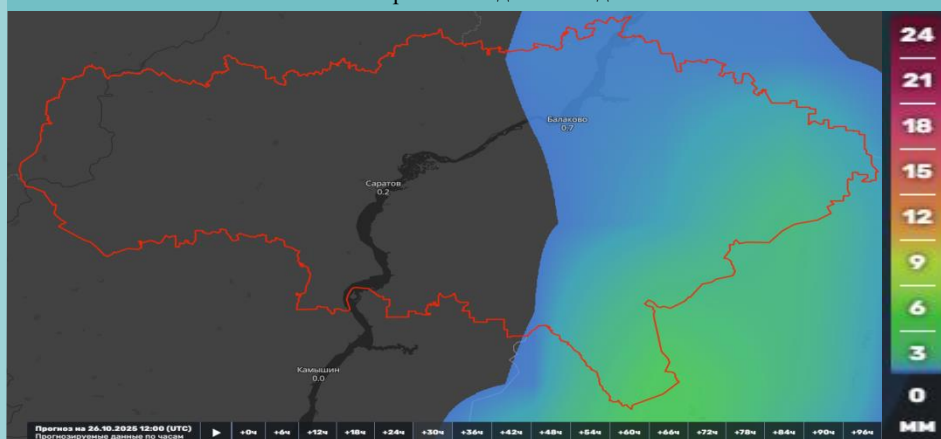 Балаково
0.7
Саратов
0.2
Камышин
0.0
24
21
18
15
12
9
6
3
0
мм
Прогноз на 26.10.2025 12:00 (UTC)
Прогнозируемые данные по часам
+0ч +6ч +12ч +18ч +24ч +30ч +36ч +42ч +48ч +54ч +60ч +66ч +72ч +78ч +84ч +90ч +96ч